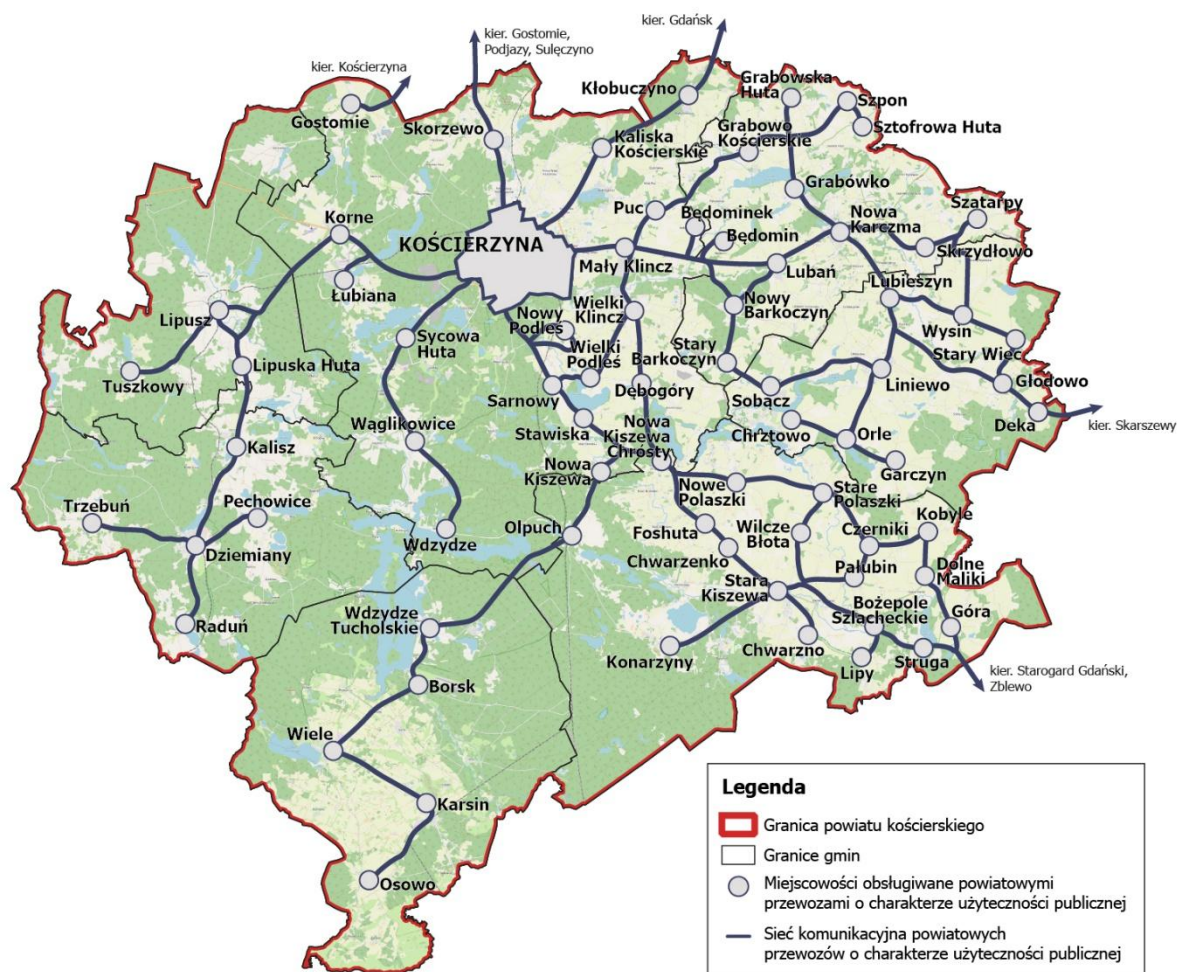 kier. Gdańsk
kier. Gostomie,
Podjazy, Sulęczyno
kier. Kościerzyna
Kłobuczyno
Grabowska
Huta
Szpon
Gostomie
Skorzewo
Sztofrowa Huta
Kaliska
Kościerskie
Grabowo
Kościerskie
Grabówko
Szatarpy
Puc
Będominek
Nowa
Karczma
Korne
KOŚCIERZYNA
Będomin
Skrzydłowo
Mały Klincz
Lubań
Łubiana
Lubieszyn
Wielki
Klincz
Nowy
Barkoczyn
Lipusz
Nowy
Podleś
Wysin
Sycowa
Huta
Wielki
Podleś
Stary
Barkoczyn
Stary Wiec
Lipuska Huta
Tuszkowy
Liniewo
Głodowo
Sarnowy
Dębogóry
Sobącz
Deka
kier. Skarszewy
Wąglikowice
Stawiska
Nowa
Kiszewa
Chrósty
Chrztowo
Orle
Kalisz
Nowa
Kiszewa
Garczyn
Trzebuń
Pechowice
Nowe
Polaszki
Stare
Polaszki
Kobyle
Dziemiany
Wdzydze
Olpuch
Foshuta
Wilcze
Błota
Czerniki
Chwarzenko
Pałubin
Dolne
Maliki
Stara
Kiszewa
Raduń
Wdzydze
Tucholskie
Bożepole
Szlacheckie
Góra
Konarzyny
Chwarzno
Lipy
Struga
kier. Starogard Gdański,
Zblewo
Borsk
Wiele
Karsin
Osowo
Legenda
Granica powiatu kościerskiego
Granice gmin
Miejscowości obsługiwane powiatowymi
przewozami o charakterze użyteczności publicznej
Sieć komunikacyjna powiatowych
przewozów o charakterze użyteczności publicznej